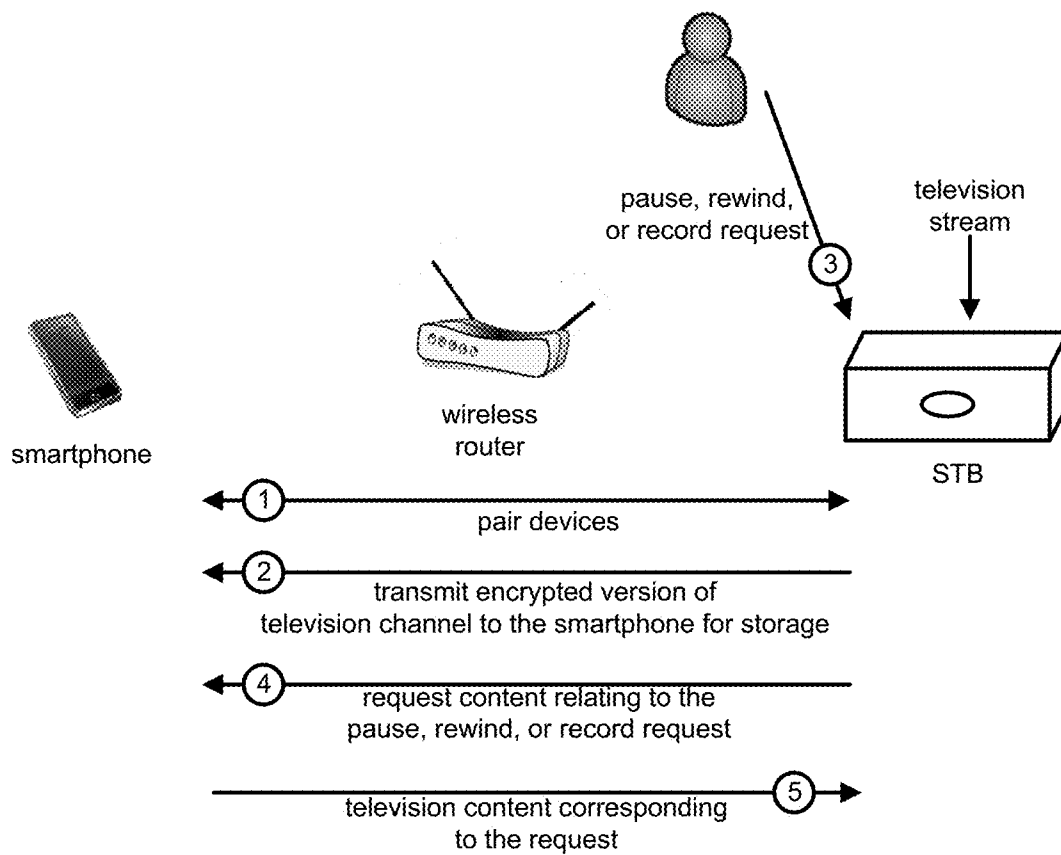 pause, rewind,
or record request
3
television
stream
smartphone
wireless
router
STB
1
pair devices
2
transmit encrypted version of
television channel to the smartphone for storage
4
request content relating to the
pause, rewind, or record request
5
television content corresponding
to the request